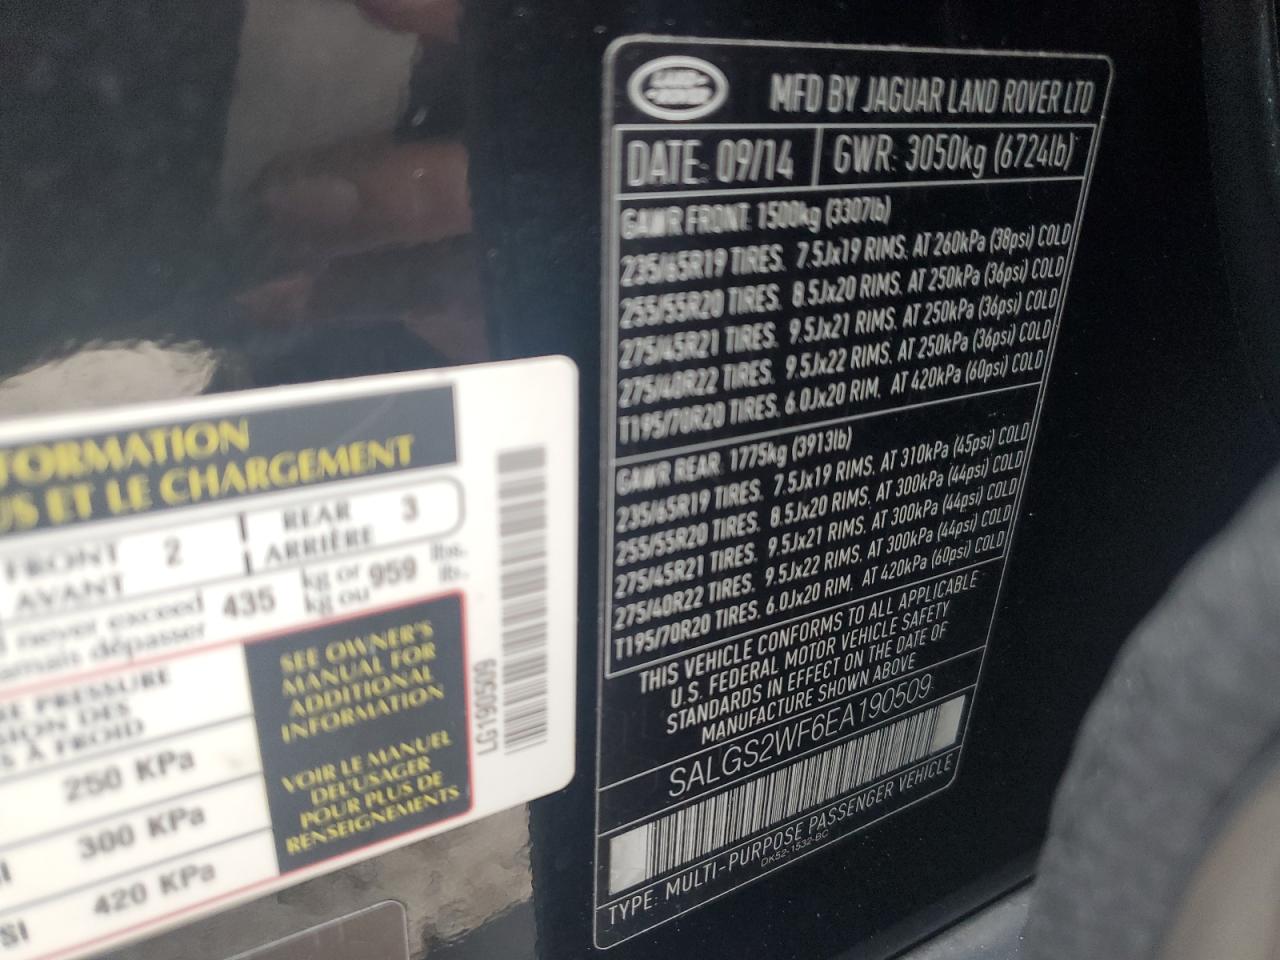 LAND-
-ROVER
MFD BY JAGUAR LAND ROVER LTD
DATE: 09/14
GWR: 3050kg (6724lb)
GAWR FRONT 1500kg (3307lb)
235/65R19 TIRES. 7.5Jx19 RIMS. AT 260kPa (38psi) COLD
255/55R20 TIRES. 8.5Jx20 RIMS. AT 250kPa (36psi) COLD
275/45R21 TIRES. 9.5Jx21 RIMS. AT 250kPa (36psi) COLD
275/40R22 TIRES. 9.5Jx22 RIMS. AT 250kPa (36psi) COLD
T195/70R20 TIRES. 6.0Jx20 RIM. AT 420kPa (60psi) COLD
GAWR REAR 1775kg (3913lb)
235/65R19 TIRES. 7.5Jx19 RIMS. AT 310kPa (45psi) COLD
255/55R20 TIRES. 8.5Jx20 RIMS. AT 300kPa (44psi) COLD
275/45R21 TIRES. 9.5Jx21 RIMS. AT 300kPa (44psi) COLD
275/40R22 TIRES. 9.5Jx22 RIMS. AT 300kPa (44psi) COLD
T195/70R20 TIRES. 6.0Jx20 RIM. AT 420kPa (60psi) COLD
THIS VEHICLE CONFORMS TO ALL APPLICABLE
U.S. FEDERAL MOTOR VEHICLE SAFETY
STANDARDS IN EFFECT ON THE DATE OF
MANUFACTURE SHOWN ABOVE
SALGS2WF6EA190509
TYPE: MULTI-PURPOSE PASSENGER VEHICLE
DK52-1532-BC
FORMATION
US ET LE CHARGEMENT
FRONT
AVANT
2
REAR
ARRIÈRE
3
never exceed
jamais dépasser
435
kg or
kg ou
959
lbs.
lb.
PRESSURE
SION DES
À FROID
250 KPa
300 KPa
SI 420 KPa
SEE OWNER'S
MANUAL FOR
ADDITIONAL
INFORMATION
VOIR LE MANUEL
DE L'USAGER
POUR PLUS DE
RENSEIGNEMENTS
LG190509